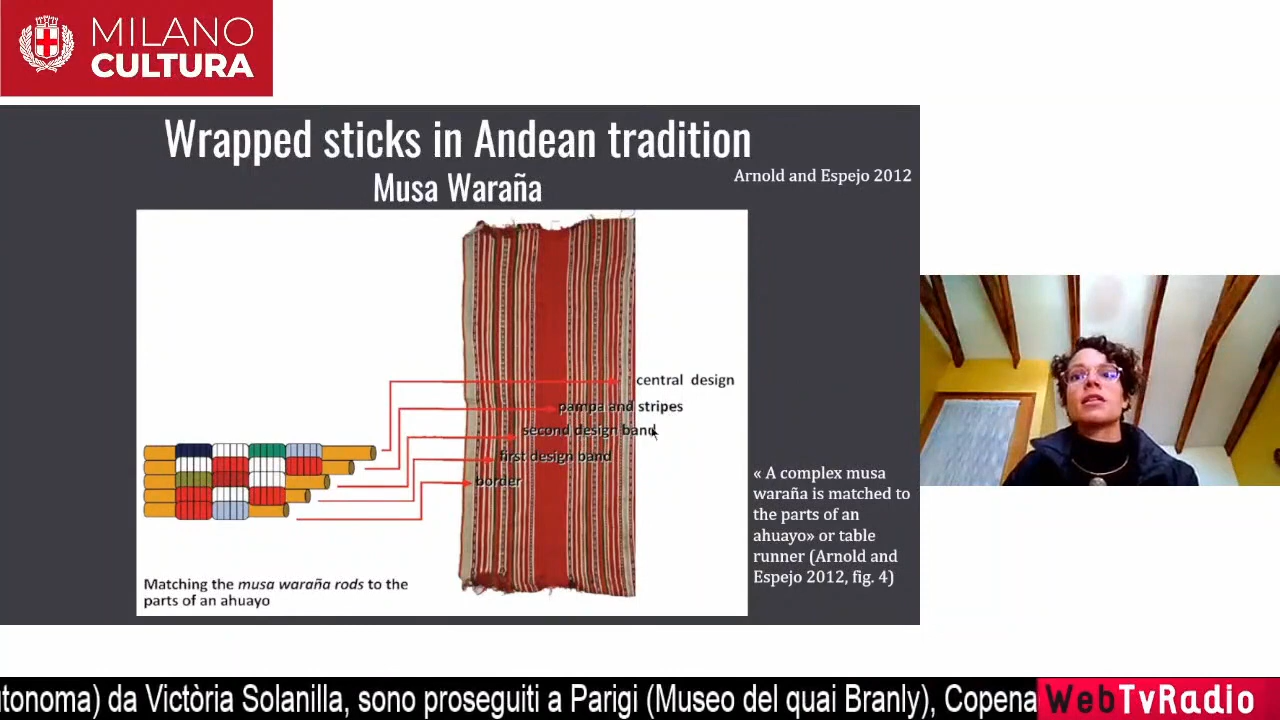 MILANO
CULTURA
Wrapped sticks in Andean tradition
Musa Waraña
Arnold and Espejo 2012
central design
pampa and stripes
second design band
first design band
border
Matching the musa waraña rods to the
parts of an ahuayo
« A complex musa
waraña is matched to
the parts of an
ahuayo» or table
runner (Arnold and
Espejo 2012, fig. 4)
utonoma) da Victòria Solanilla, sono proseguiti a Parigi (Museo del quai Branly), Copena
WebTvRadio